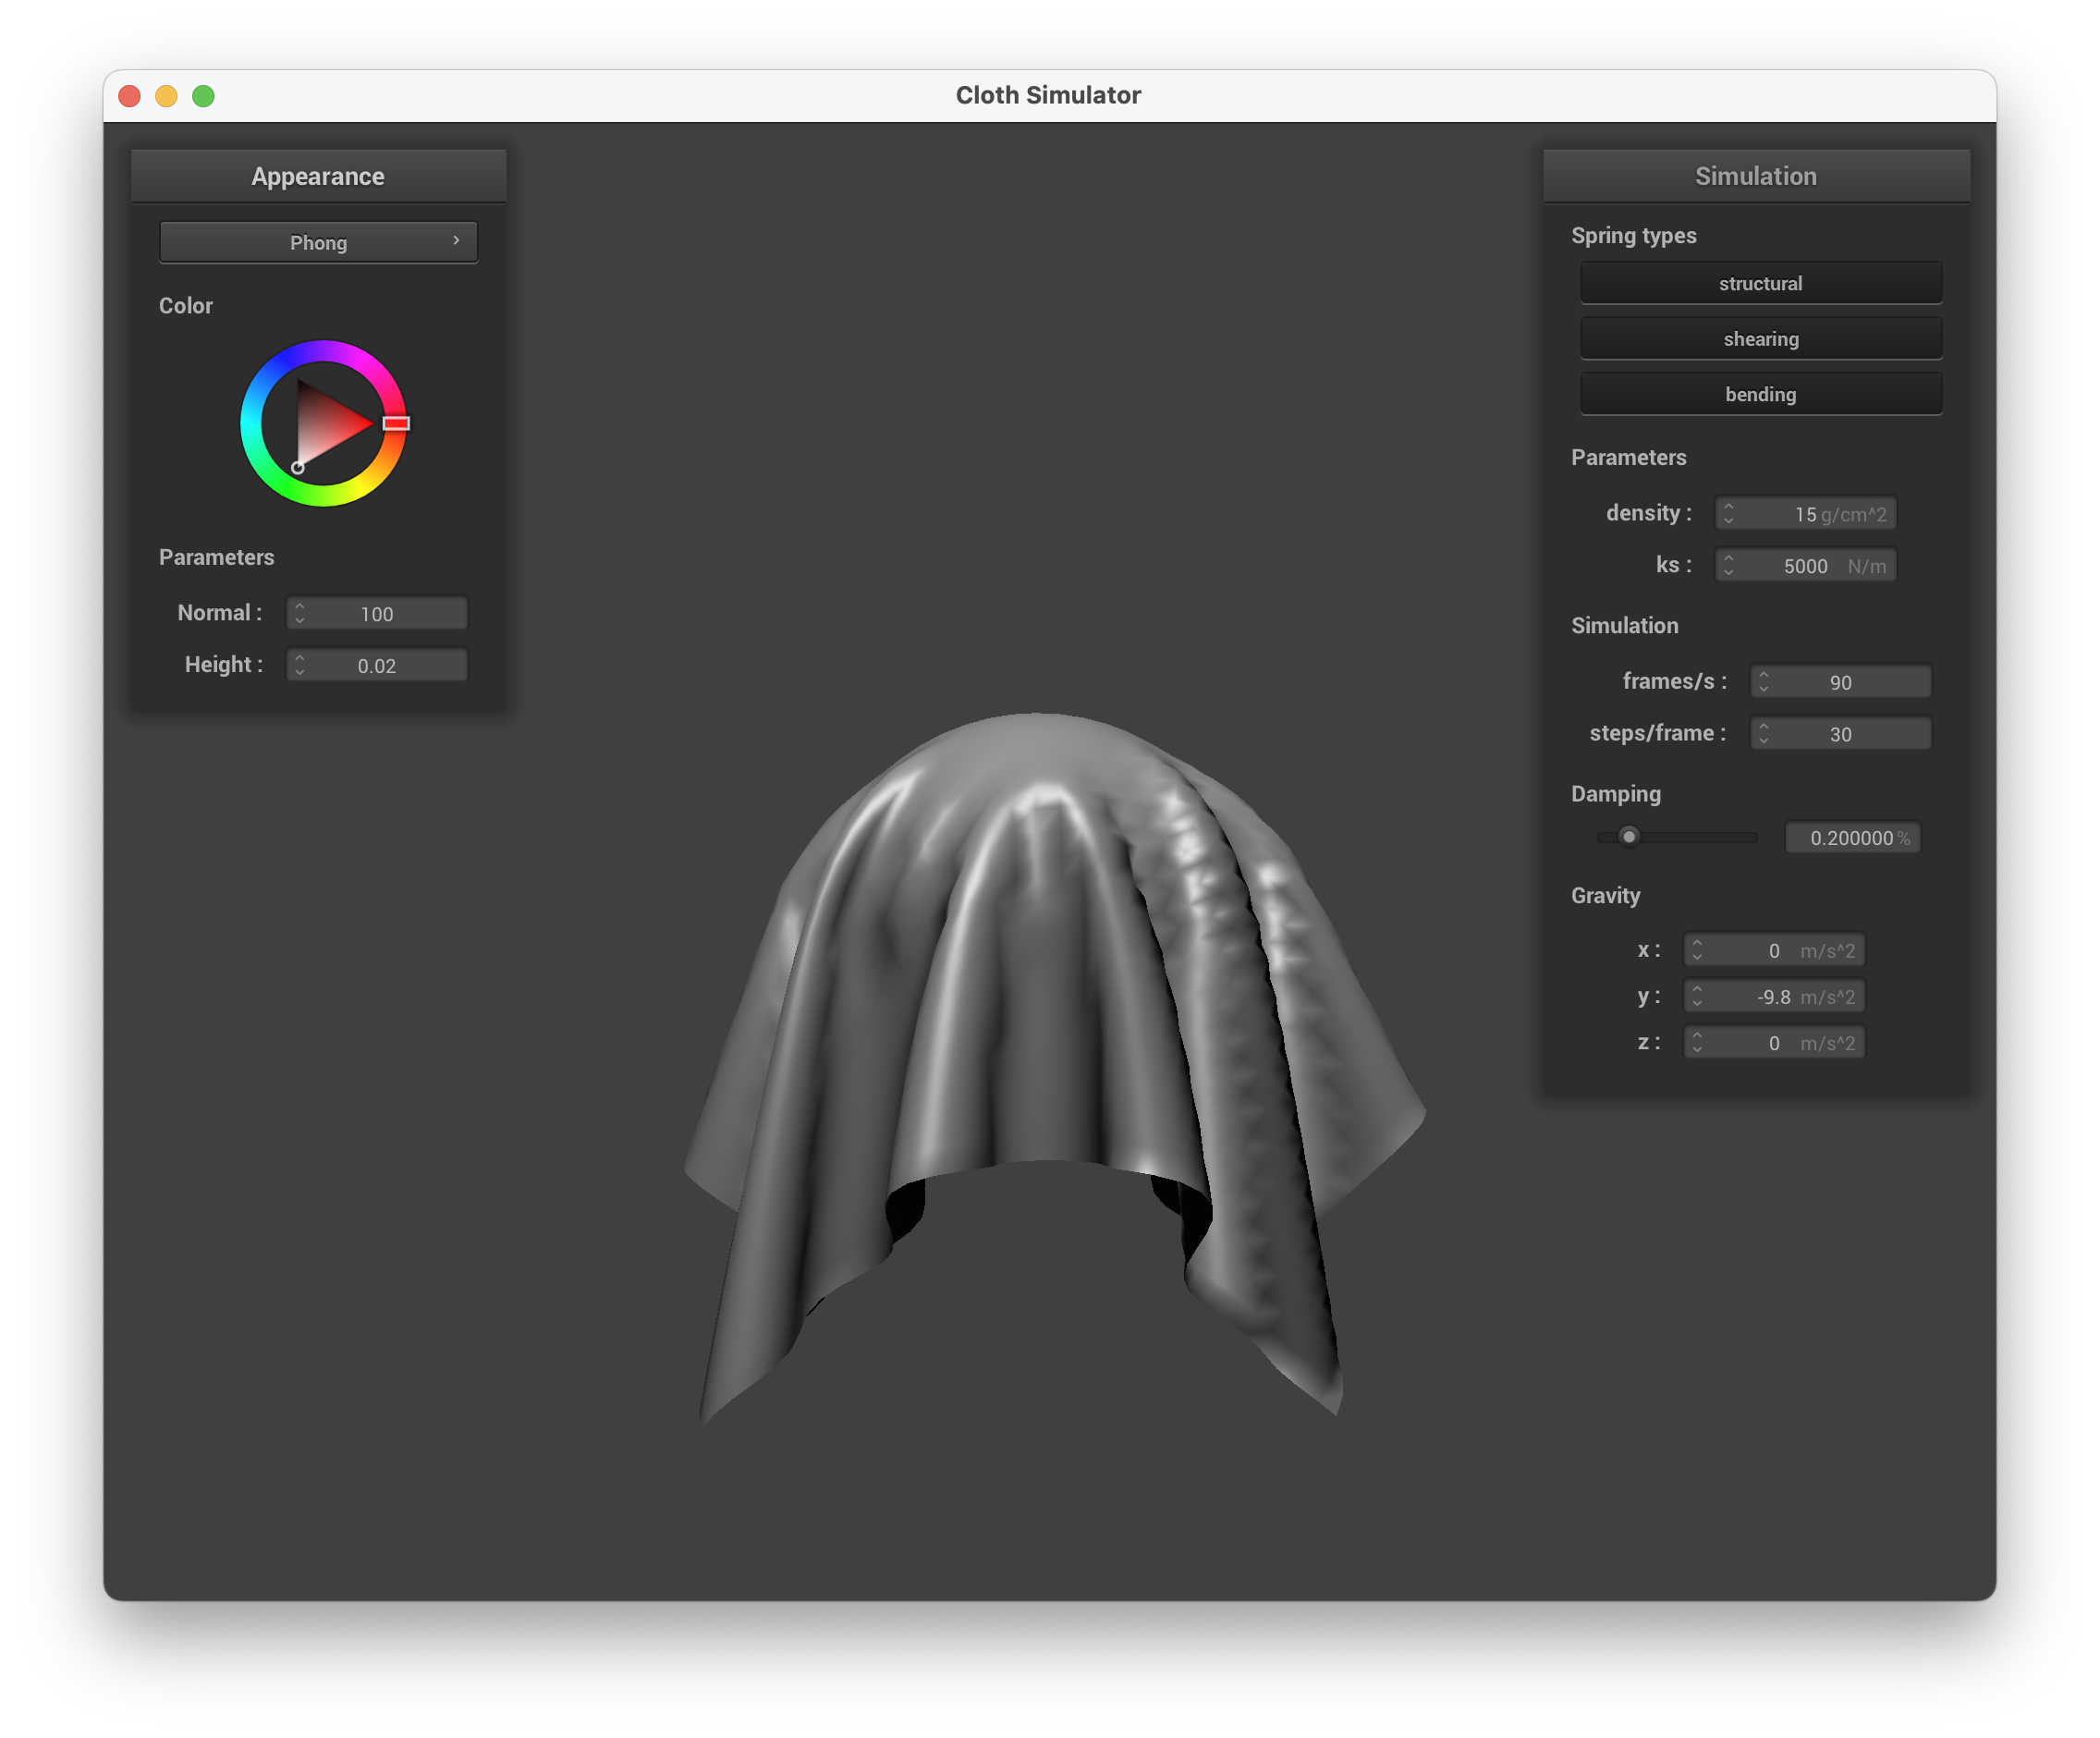 Cloth Simulator
Appearance
Phong
Color
Parameters
Normal : 100
Height : 0.02
Simulation
Spring types
structural
shearing
bending
Parameters
density : 15 g/cm^2
ks : 5000 N/m
Simulation
frames/s : 90
steps/frame : 30
Damping
0.200000 %
Gravity
x : 0 m/s^2
y : -9.8 m/s^2
z : 0 m/s^2